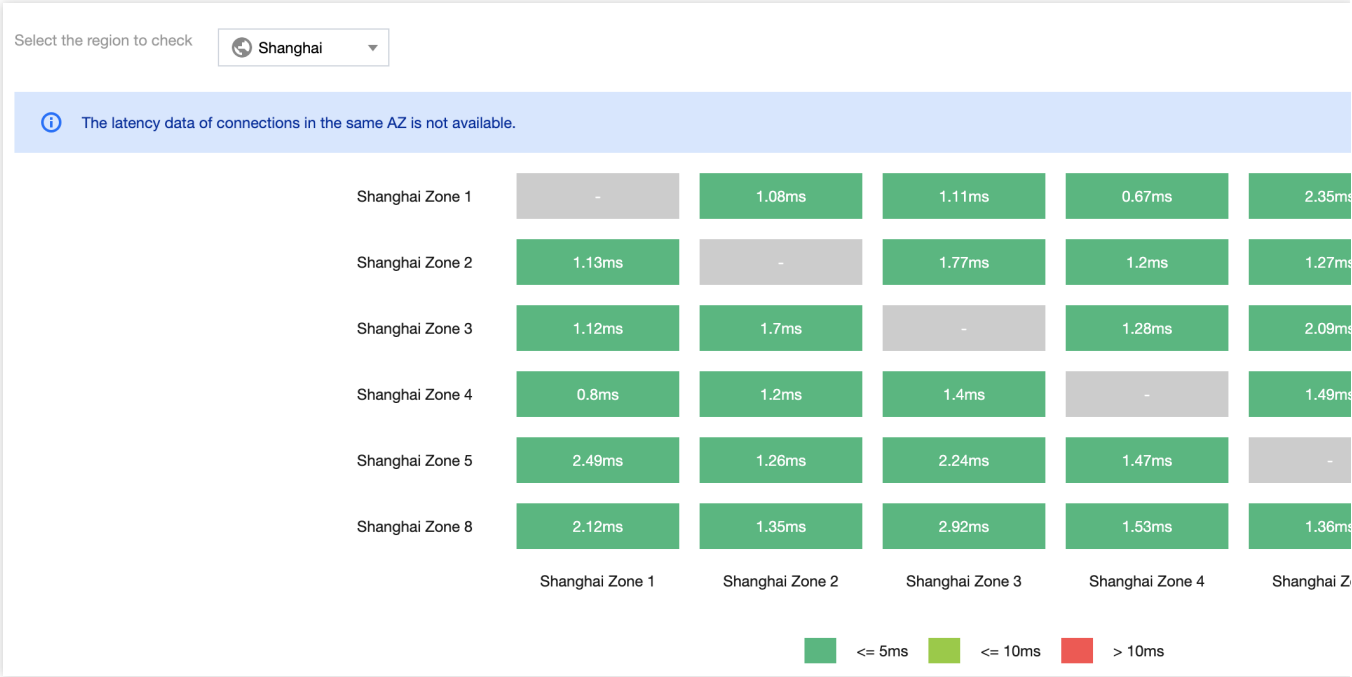 Select the region to check
Shanghai
The latency data of connections in the same AZ is not available.
Shanghai Zone 1 - 1.08ms 1.11ms 0.67ms 2.35ms
Shanghai Zone 2 1.13ms - 1.77ms 1.2ms 1.27ms
Shanghai Zone 3 1.12ms 1.7ms - 1.28ms 2.09ms
Shanghai Zone 4 0.8ms 1.2ms 1.4ms - 1.49ms
Shanghai Zone 5 2.49ms 1.26ms 2.24ms 1.47ms -
Shanghai Zone 8 2.12ms 1.35ms 2.92ms 1.53ms 1.36ms
Shanghai Zone 1 Shanghai Zone 2 Shanghai Zone 3 Shanghai Zone 4 Shanghai
<= 5ms <= 10ms > 10ms